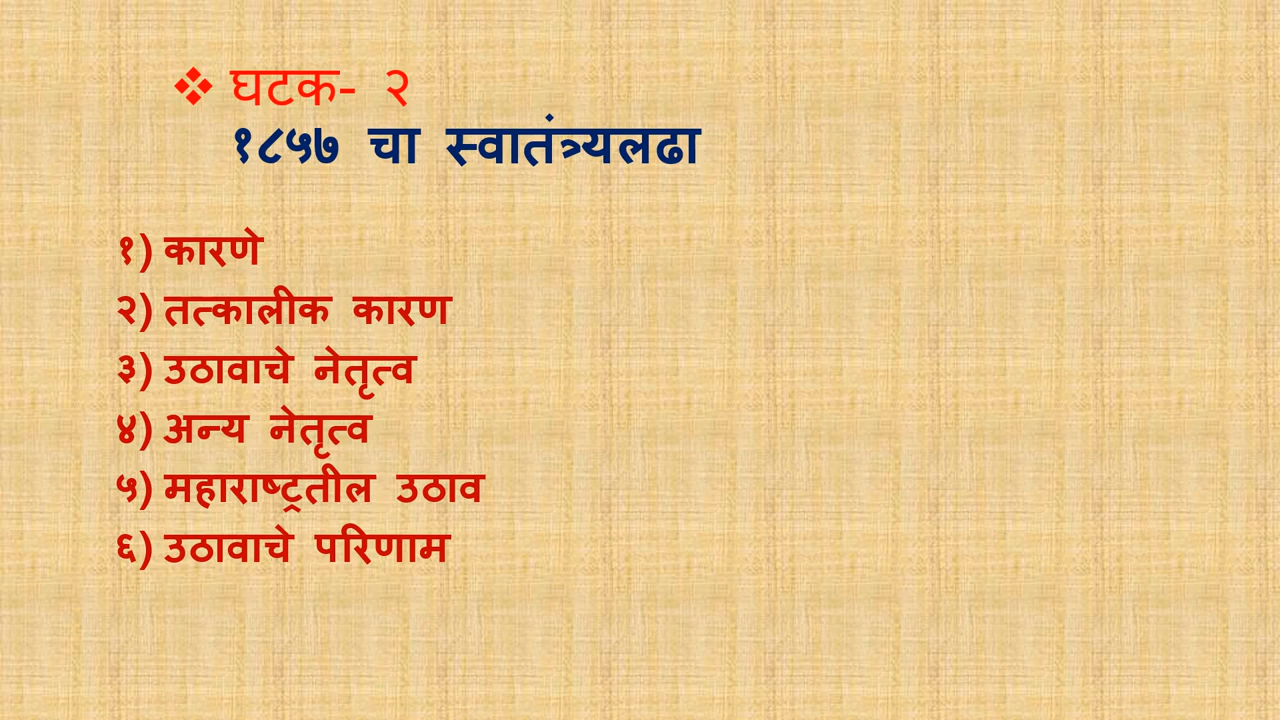 ❖ घटक- २
१८५७ चा स्वातंत्र्यलढा
१) कारणे
२) तत्कालीक कारण
३) उठावाचे नेतृत्व
४) अन्य नेतृत्व
५) महाराष्ट्रतील उठाव
६) उठावाचे परिणाम